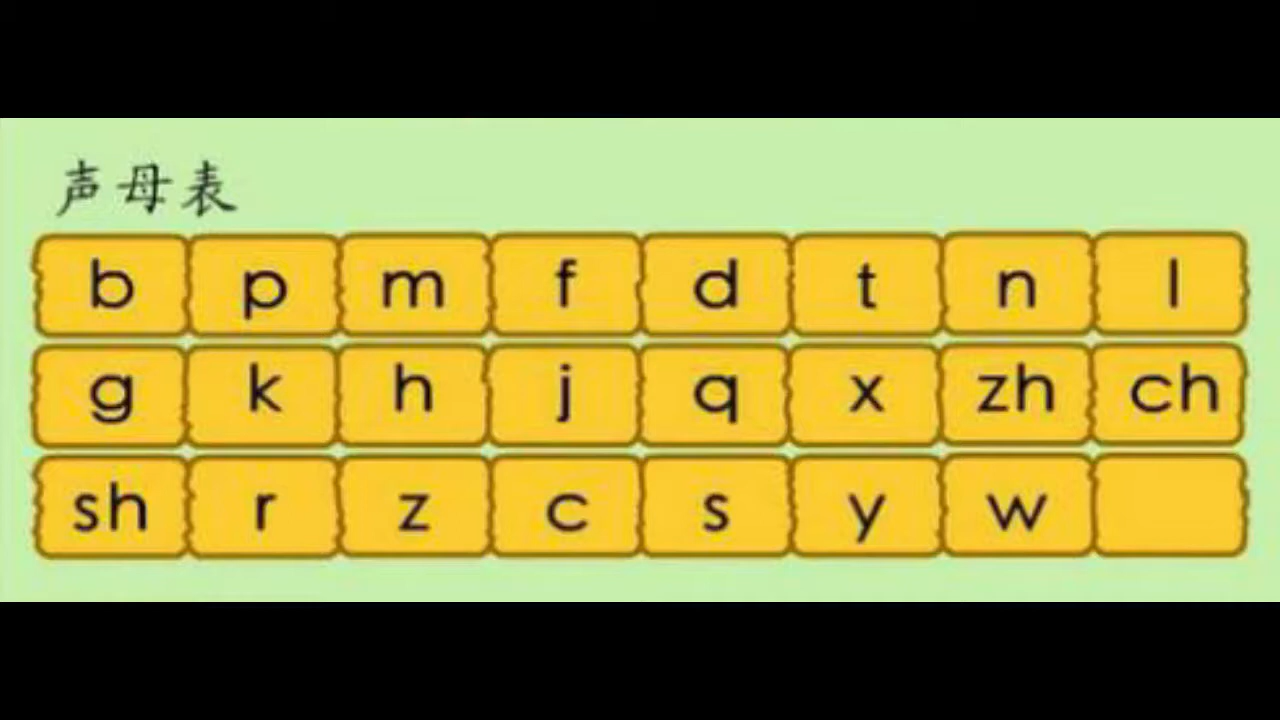 声母表
b p m f d t n l
g k h j q x zh ch
sh r z c s y w